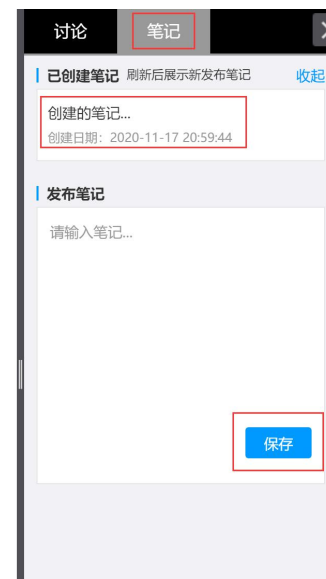 讨论 笔记
已创建笔记 刷新后展示新发布笔记 收起
创建的笔记...
创建日期：2020-11-17 20:59:44
发布笔记
请输入笔记...
保存